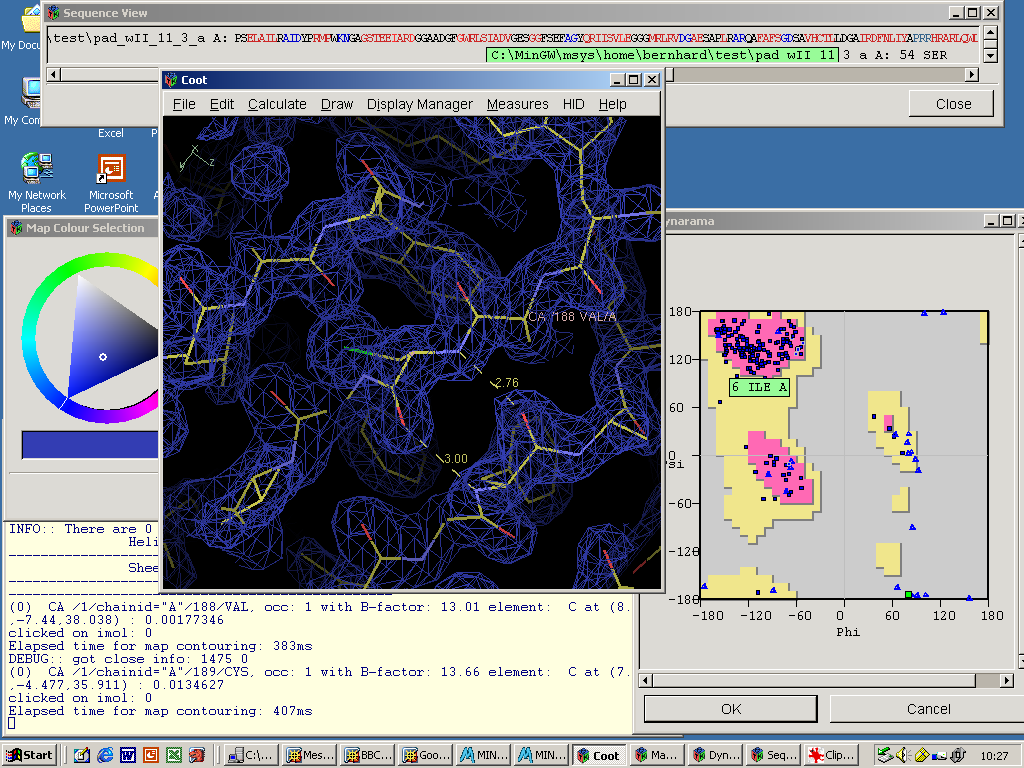 Sequence View
\test\pad_wII_11_3_a A:
C:\MinGW\msys\home\bernhard\test\pad wII 11 3 a A: 54 SER
Close
My Docu
My Com
Excel
P
My Network Places
Microsoft PowerPoint
Coot
File Edit Calculate Draw Display Manager Measures HID Help
x
y
z
CA /188 VAL/A
2.76
3.00
Map Colour Selection
ynarama
180
120
60
0
Psi
-60
-120
-180
6 ILE A
-180 -120 -60 0 60 120 180
Phi
OK
Cancel
INFO:: There are 0
Heli
Shee
(0) CA /1/chainid="A"/188/VAL, occ: 1 with B-factor: 13.01 element: C at (8.
,-7.44,38.038) : 0.00177346
clicked on imol: 0
Elapsed time for map contouring: 383ms
DEBUG:: got close info: 1475 0
(0) CA /1/chainid="A"/189/CYS, occ: 1 with B-factor: 13.66 element: C at (7.
,-4.477,35.911) : 0.0134627
clicked on imol: 0
Elapsed time for map contouring: 407ms
Start
C:\...
Mes...
BBC...
Goo...
MIN...
MIN...
Coot
Ma...
Dyn...
Seq...
Clip...
10:27